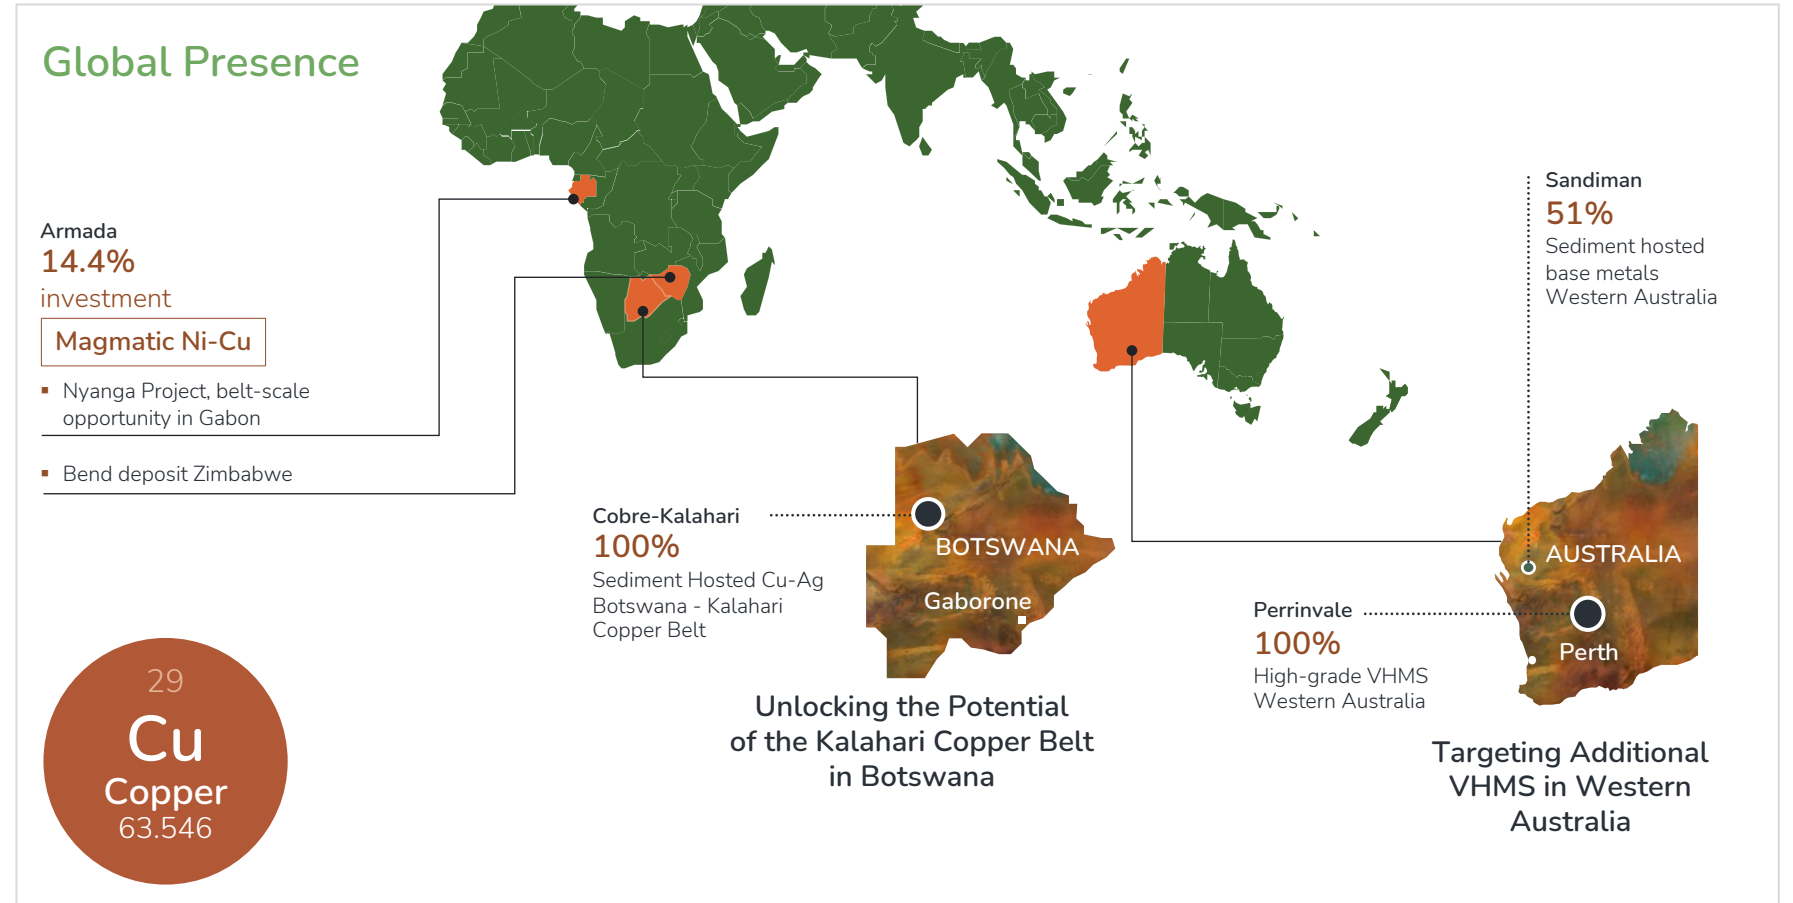 Global Presence
Armada
14.4%
investment
Magmatic Ni-Cu
▪ Nyanga Project, belt-scale
opportunity in Gabon
▪ Bend deposit Zimbabwe
29
Cu
Copper
63.546
Cobre-Kalahari
100%
Sediment Hosted Cu-Ag
Botswana - Kalahari
Copper Belt
BOTSWANA
Gaborone
Unlocking the Potential
of the Kalahari Copper Belt
in Botswana
Sandiman
51%
Sediment hosted
base metals
Western Australia
AUSTRALIA
Perrinvale
100%
High-grade VHMS
Western Australia
Perth
Targeting Additional
VHMS in Western
Australia